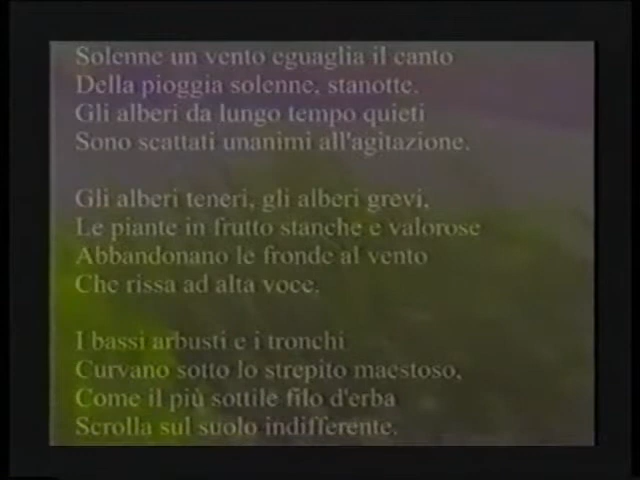 Solenne un vento eguaglia il canto
Della pioggia solenne, stanotte.
Gli alberi da lungo tempo quieti
Sono scattati unanimi all'agitazione.
Gli alberi teneri, gli alberi grevi,
Le piante in frutto stanche e valorose
Abbandonano le fronde al vento
Che rissa ad alta voce.
I bassi arbusti e i tronchi
Curvano sotto lo strepito maestoso,
Come il più sottile filo d'erba
Scrolla sul suolo indifferente.